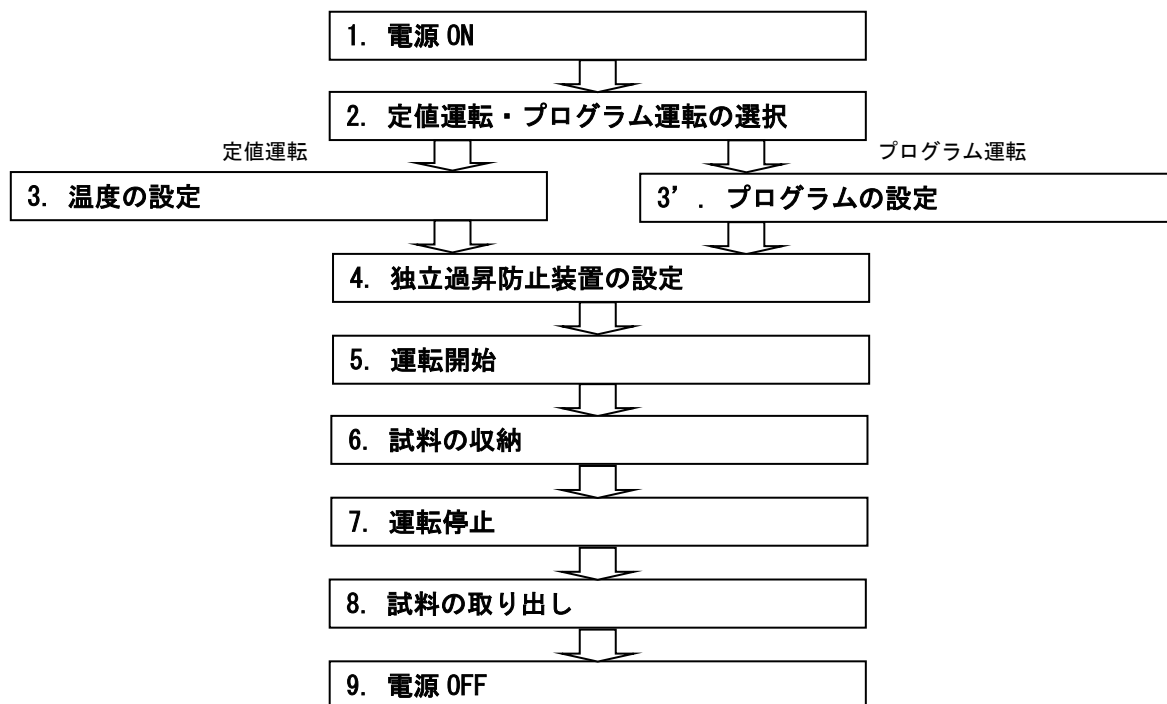 1. 電源 ON
2. 定値運転・プログラム運転の選択
定値運転
プログラム運転
3. 温度の設定
3’. プログラムの設定
4. 独立過昇防止装置の設定
5. 運転開始
6. 試料の収納
7. 運転停止
8. 試料の取り出し
9. 電源 OFF